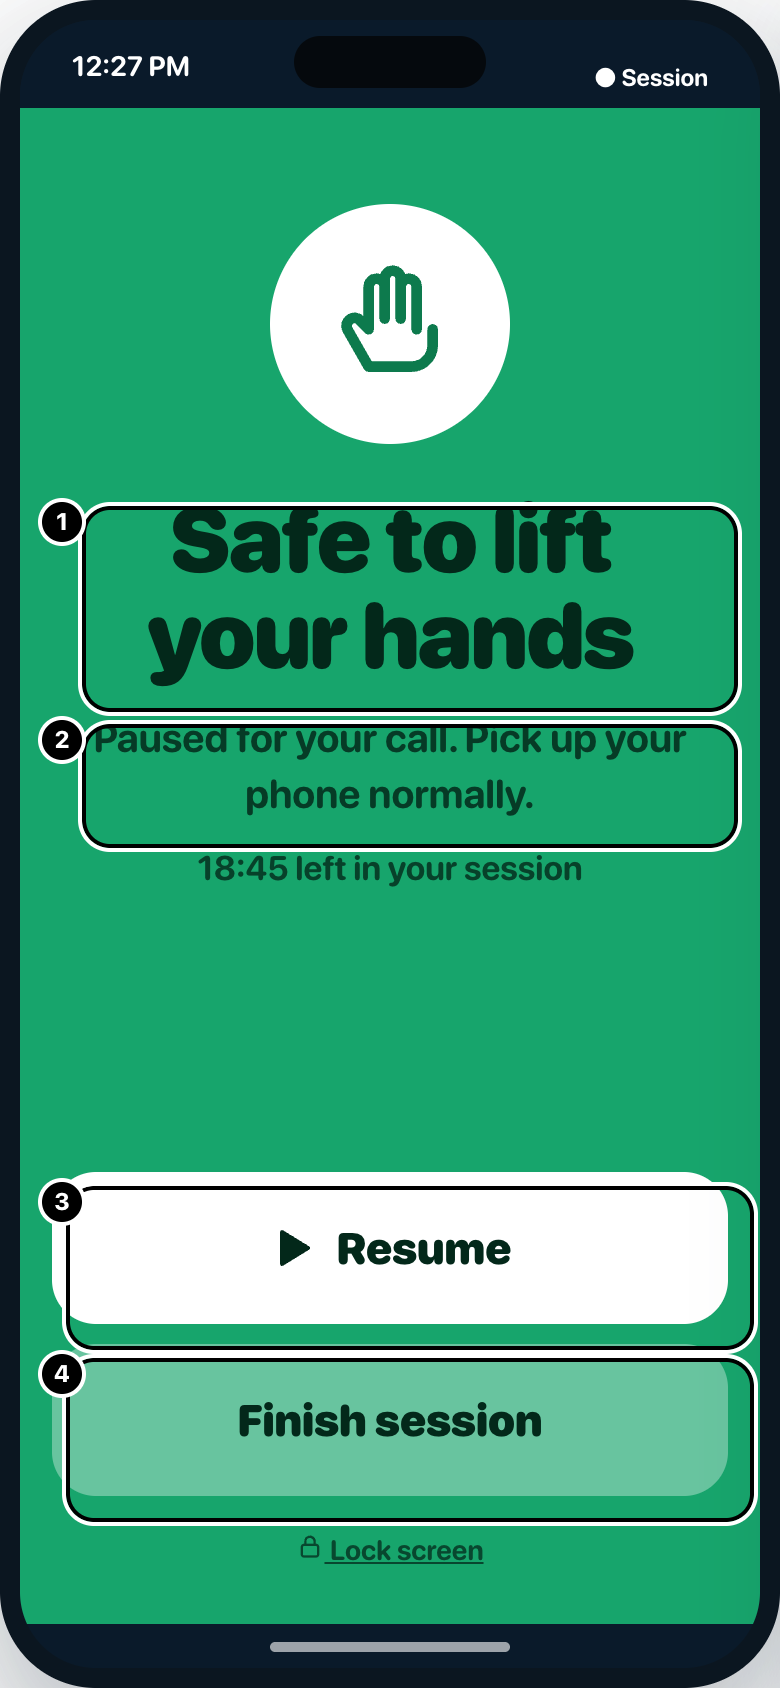 12:27 PM
Session
1
Safe to lift
your hands
2
Paused for your call. Pick up your
phone normally.
18:45 left in your session
3
Resume
4
Finish session
Lock screen